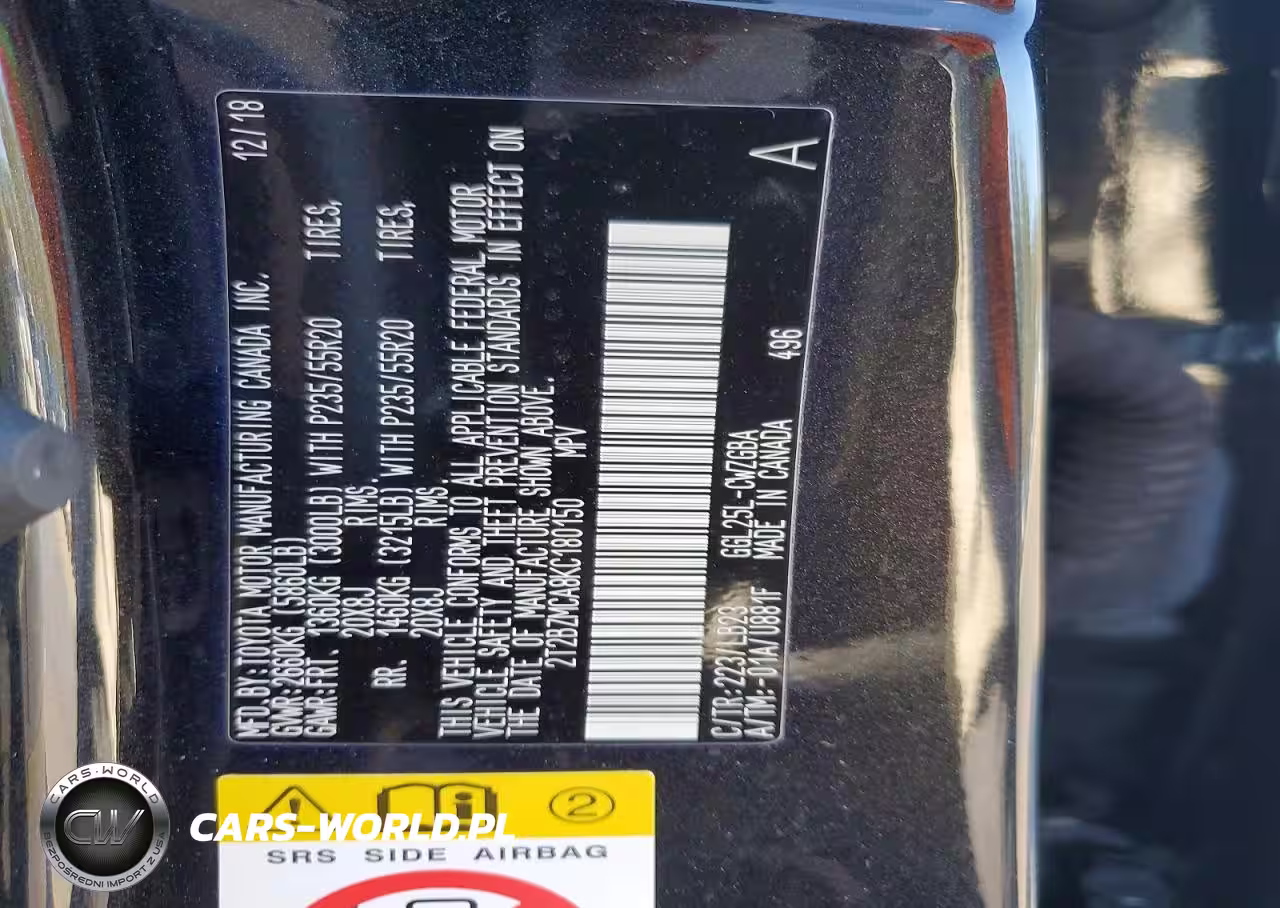 MFD.BY:TOYOTA MOTOR MANUFACTURING CANADA INC. 12/18
GVWR:2660KG (5860LB)
GAWR:FRT. 1360KG (3000LB) WITH P235/55R20 TIRES,
20X8J RIMS.
RR. 1460KG (3215LB) WITH P235/55R20 TIRES,
20X8J RIMS.
THIS VEHICLE CONFORMS TO ALL APPLICABLE FEDERAL MOTOR
VEHICLE SAFETY AND THEFT PREVENTION STANDARDS IN EFFECT ON
THE DATE OF MANUFACTURE SHOWN ABOVE.
2T2BZMCA8KC180150 MPV
C/TR:223/LB23 GGL25L-CWZGBA
A/TM:-01A/U881F MADE IN CANADA 496
A
2
SRS SIDE AIRBAG
CARS-WORLD
CW
BEZPOŚREDNI IMPORT Z USA
CARS-WORLD.PL